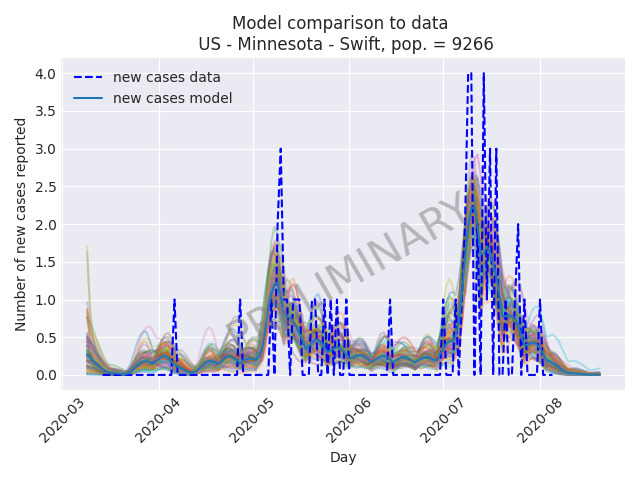 Model comparison to data
US - Minnesota - Swift, pop. = 9266
new cases data
new cases model
PRELIMINARY
Number of new cases reported
4.0
3.5
3.0
2.5
2.0
1.5
1.0
0.5
0.0
2020-03
2020-04
2020-05
2020-06
2020-07
2020-08
Day